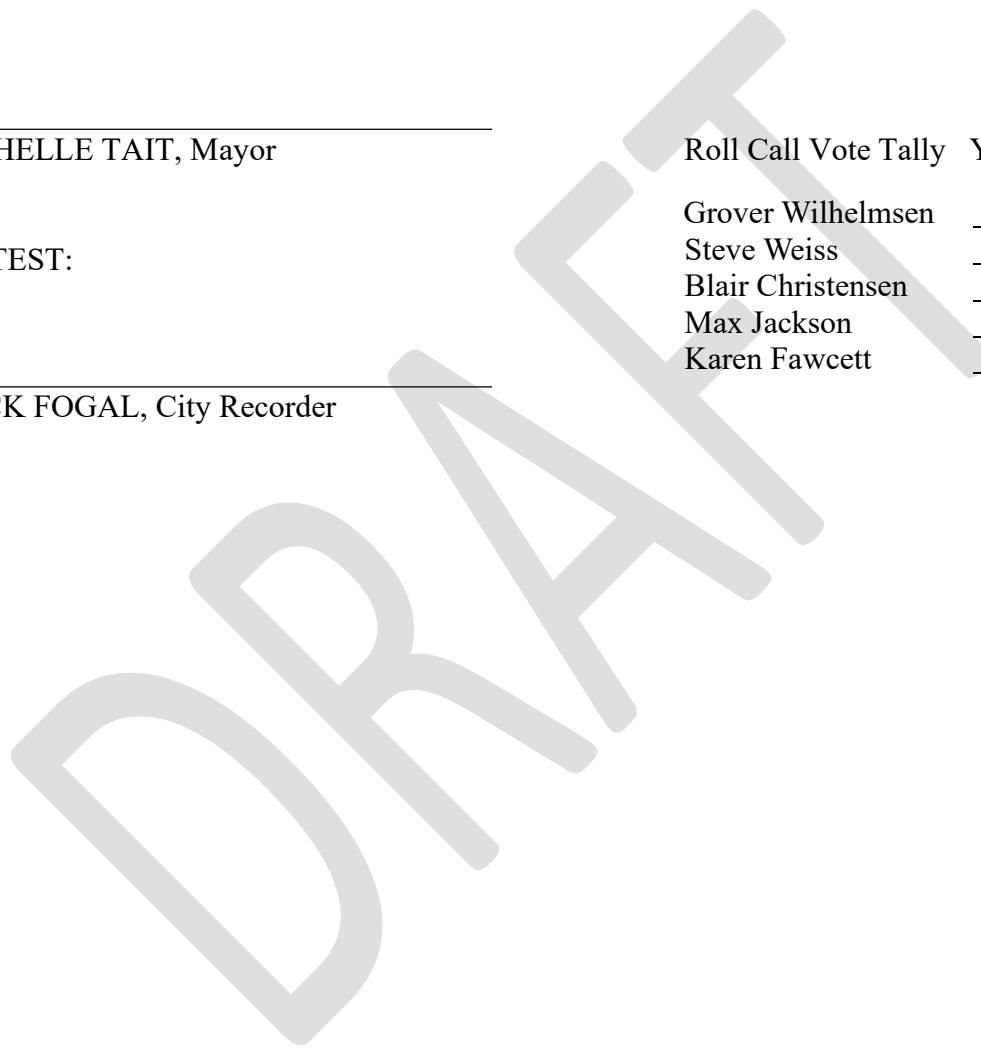 HELLE TAIT, Mayor
Roll Call Vote Tally Y
Grover Wilhelmsen
Steve Weiss
TEST:
Blair Christensen
Max Jackson
Karen Fawcett
CK FOGAL, City Recorder
DRAFT